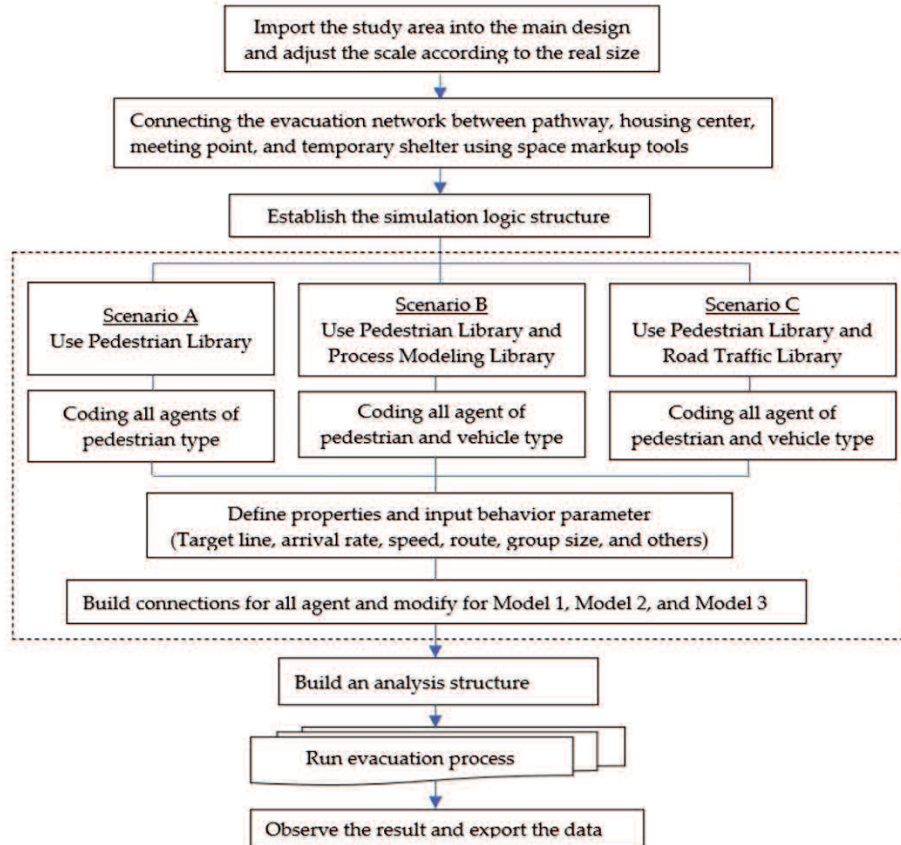 Import the study area into the main design
and adjust the scale according to the real size
Connecting the evacuation network between pathway, housing center,
meeting point, and temporary shelter using space markup tools
Establish the simulation logic structure
Scenario A
Use Pedestrian Library
Scenario B
Use Pedestrian Library and
Process Modeling Library
Scenario C
Use Pedestrian Library and
Road Traffic Library
Coding all agents of
pedestrian type
Coding all agent of
pedestrian and vehicle type
Coding all agent of
pedestrian and vehicle type
Define properties and input behavior parameter
(Target line, arrival rate, speed, route, group size, and others)
Build connections for all agent and modify for Model 1, Model 2, and Model 3
Build an analysis structure
Run evacuation process
Observe the result and export the data